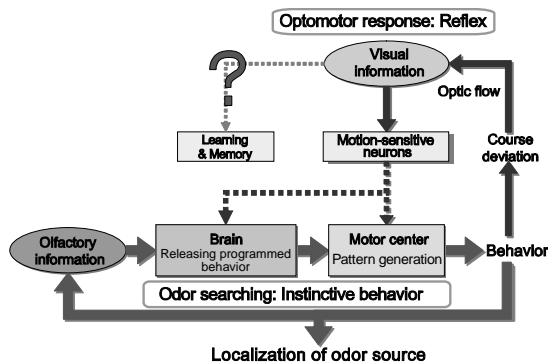 Optomotor response: Reflex
?
Visual
information
Optic flow
Learning
& Memory
Motion-sensitive
neurons
Course
deviation
Olfactory
information
Brain
Releasing programmed
behavior
Motor center
Pattern generation
Behavior
Odor searching: Instinctive behavior
Localization of odor source